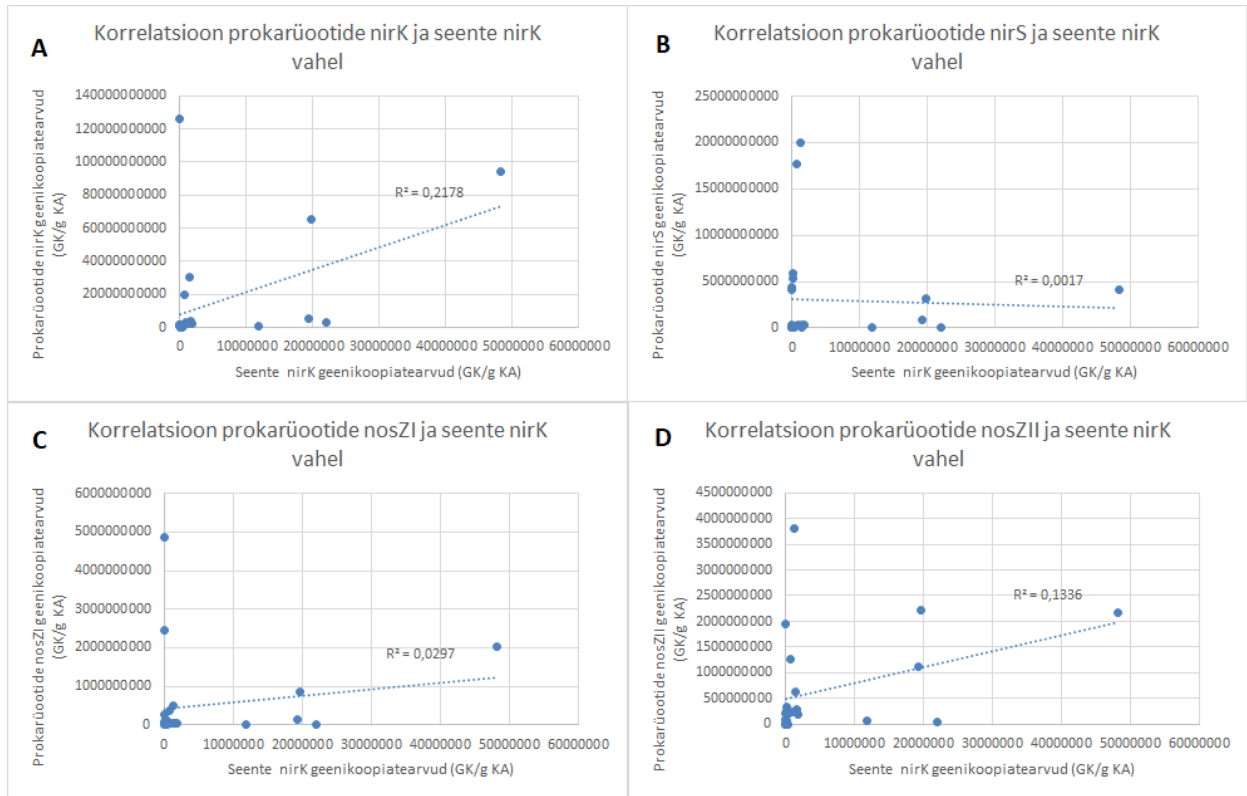 A
Korrelatsioon prokarüootide nirK ja seente nirK
vahel
Prokarüootide nirK geenikoopiatearvud
(GK/g KA)
140000000000
120000000000
100000000000
80000000000
60000000000
40000000000
20000000000
0
R² = 0,2178
0 10000000 20000000 30000000 40000000 50000000 60000000
Seente nirK geenikoopiatearvud (GK/g KA)
B
Korrelatsioon prokarüootide nirS ja seente nirK
vahel
Prokarüootide nirS geenikoopiatearvud
(GK/g KA)
25000000000
20000000000
15000000000
10000000000
5000000000
0
R² = 0,0017
0 10000000 20000000 30000000 40000000 50000000 60000000
Seente nirK geenikoopiatearvud (GK/g KA)
C
Korrelatsioon prokarüootide nosZI ja seente nirK
vahel
Prokarüootide nosZI geenikoopiatearvud
(GK/g KA)
6000000000
5000000000
4000000000
3000000000
2000000000
1000000000
0
R² = 0,0297
0 10000000 20000000 30000000 40000000 50000000 60000000
Seente nirK geenikoopiatearvud (GK/g KA)
D
Korrelatsioon prokarüootide nosZII ja seente nirK
vahel
Prokarüootide nosZII geenikoopiatearvud
(GK/g KA)
4500000000
4000000000
3500000000
3000000000
2500000000
2000000000
1500000000
1000000000
500000000
0
R² = 0,1336
0 10000000 20000000 30000000 40000000 50000000 60000000
Seente nirK geenikoopiatearvud (GK/g KA)